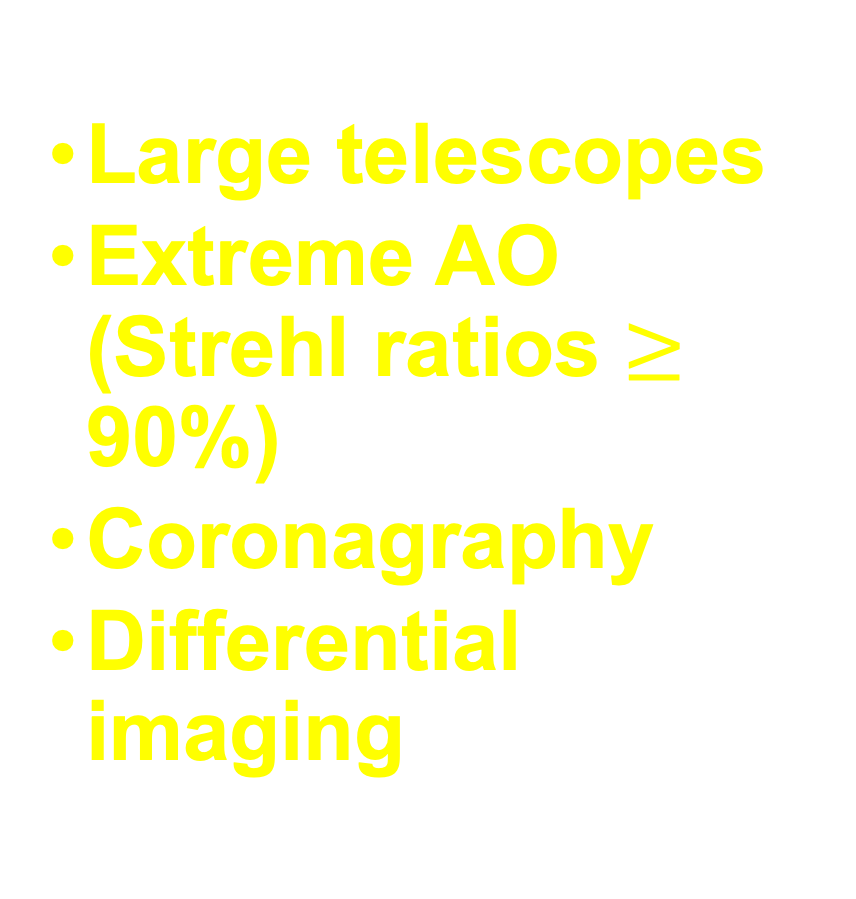 •Large telescopes
•Extreme AO
(Strehl ratios ≥
90%)
•Coronagraphy
•Differential
imaging